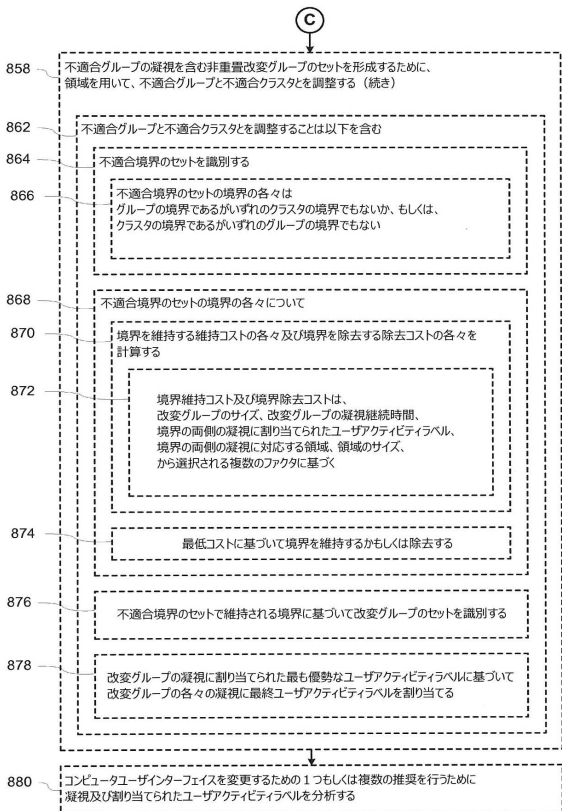 C
858
不適合グループの凝視を含む非重畳改変グループのセットを形成するために、
領域を用いて、不適合グループと不適合クラスタとを調整する（続き）
862
不適合グループと不適合クラスタとを調整することは以下を含む
864
不適合境界のセットを識別する
866
不適合境界のセットの境界の各々は
グループの境界であるがいずれのクラスタの境界でもないか、もしくは、
クラスタの境界であるがいずれのグループの境界でもない
868
不適合境界のセットの境界の各々について
870
境界を維持する維持コストの各々及び境界を除去する除去コストの各々を
計算する
872
境界維持コスト及び境界除去コストは、
改変グループのサイズ、改変グループの凝視継続時間、
境界の両側の凝視に割り当てられたユーザアクティビティラベル、
境界の両側の凝視に対応する領域、領域のサイズ、
から選択される複数のファクタに基づく
874
最低コストに基づいて境界を維持するかもしくは除去する
876
不適合境界のセットで維持される境界に基づいて改変グループのセットを識別する
878
改変グループの凝視に割り当てられた最も優勢なユーザアクティビティラベルに基づいて
改変グループの各々の凝視に最終ユーザアクティビティラベルを割り当てる
880
コンピュータユーザインターフェイスを変更するための１つもしくは複数の推奨を行うために
凝視及び割り当てられたユーザアクティビティラベルを分析する